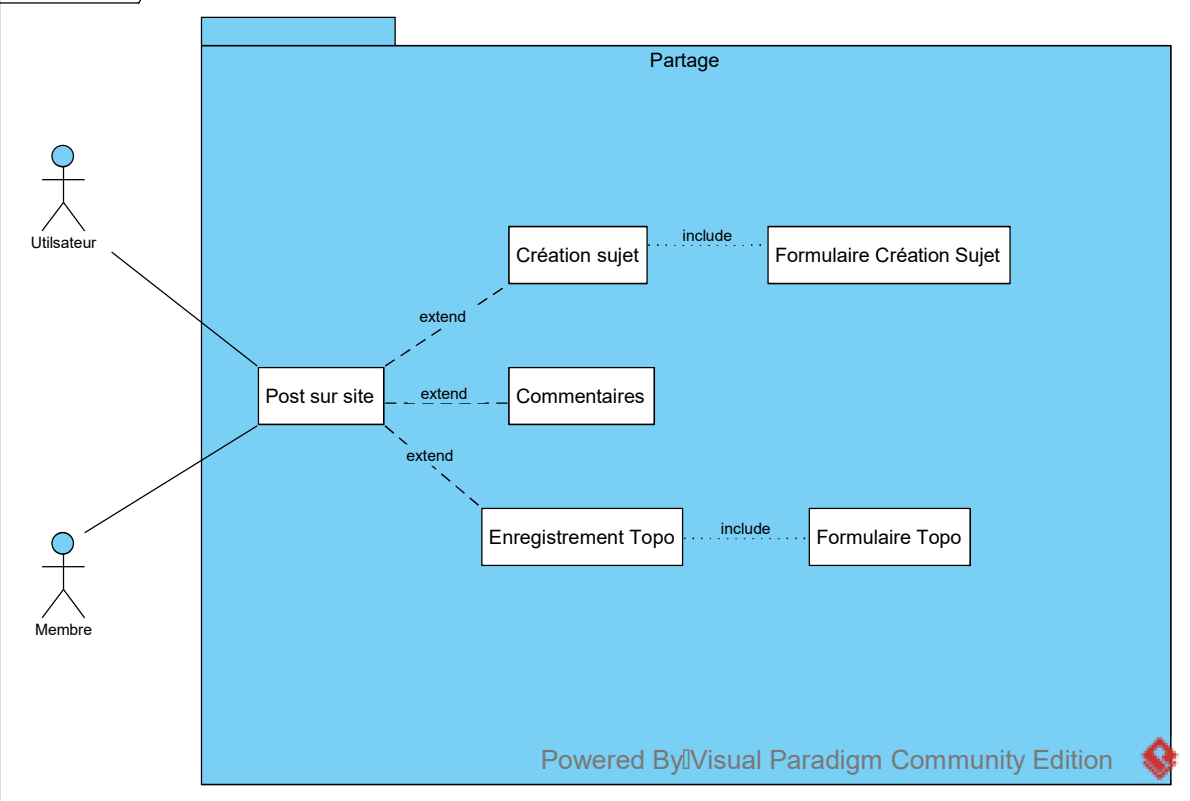 Partage
Utilsateur
Création sujet
include
Formulaire Création Sujet
extend
Post sur site
extend
Commentaires
extend
Enregistrement Topo
include
Formulaire Topo
Membre
Powered By Visual Paradigm Community Edition